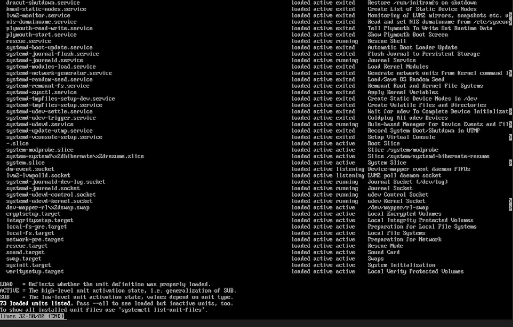 dracut-shutdown.service loaded active exited Restore /run/initramfs on shutdown
kmod-static-nodes.service loaded active exited Create List of Static Device Nodes
lvm2-monitor.service loaded active exited Monitoring of LVM2 mirrors, snapshots etc.
nis-domainname.service loaded active exited Read and set NIS domainname from /etc/sysconfig
plymouth-read-write.service loaded active exited Tell Plymouth To Write Out Runtime Data
plymouth-start.service loaded active exited Show Plymouth Boot Screen
rescue.service loaded active running Rescue Shell
systemd-boot-update.service loaded active exited Automatic Boot Loader Update
systemd-journal-flush.service loaded active exited Flush Journal to Persistent Storage
systemd-journald.service loaded active running Journal Service
systemd-modules-load.service loaded active exited Load Kernel Modules
systemd-network-generator.service loaded active exited Generate network units from Kernel command
systemd-random-seed.service loaded active exited Load/Save OS Random Seed
systemd-remount-fs.service loaded active exited Remount Root and Kernel File Systems
systemd-sysctl.service loaded active exited Apply Kernel Variables
systemd-tmpfiles-setup-dev.service loaded active exited Create Static Device Nodes in /dev
systemd-tmpfiles-setup.service loaded active exited Create Volatile Files and Directories
systemd-udev-settle.service loaded active exited Wait for udev To Complete Device
systemd-udev-trigger.service loaded active exited Coldplug All udev Devices
systemd-udevd.service loaded active running Rule-based Manager for Device Events and
systemd-update-utmp.service loaded active exited Record System Boot/Shutdown in UTMP
systemd-vconsole-setup.service loaded active exited Setup Virtual Console
-.slice loaded active active Root Slice
system-modprobe.slice loaded active active Slice /system/modprobe
system-systemd\x2dhibernate\x2dresume.slice loaded active active Slice /system/systemd-hibernate-resume
system.slice loaded active active System Slice
dm-event.socket loaded active listening Device-mapper event daemon FIFOs
lvm2-lvmpolld.socket loaded active listening LVM2 poll daemon socket
systemd-journald-dev-log.socket loaded active running Journal Socket (/dev/log)
systemd-journald.socket loaded active running Journal Socket
systemd-udevd-control.socket loaded active running udev Control Socket
systemd-udevd-kernel.socket loaded active running udev Kernel Socket
dev-mapper-rl\x2dswap.swap loaded active active /dev/mapper/rl-swap
cryptsetup.target loaded active active Local Encrypted Volumes
integritysetup.target loaded active active Local Integrity Protected Volumes
local-fs-pre.target loaded active active Preparation for Local File Systems
local-fs.target loaded active active Local File Systems
network-pre.target loaded active active Preparation for Network
rescue.target loaded active active Rescue Mode
sound.target loaded active active Sound Card
swap.target loaded active active Swaps
sysinit.target loaded active active System Initialization
veritysetup.target loaded active active Local Verity Protected Volumes
LOAD = Reflects whether the unit definition was properly loaded.
ACTIVE = The high-level unit activation state, i.e. generalization of SUB.
SUB = The low-level unit activation state, values depend on unit type.
73 loaded units listed. Pass --all to see loaded but inactive units, too.
To show all installed unit files use 'systemctl list-unit-files'.